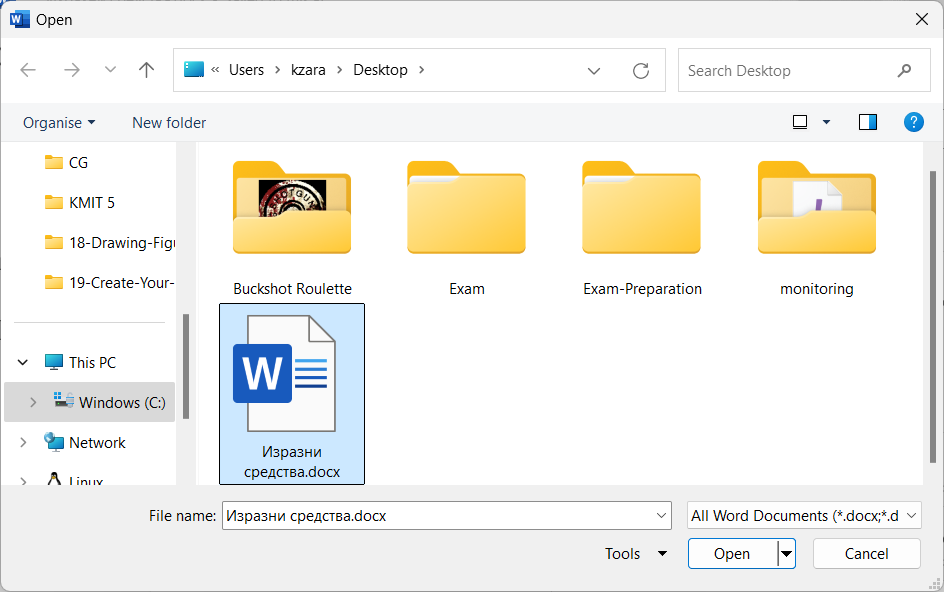 Open
« Users > kzara > Desktop >
Search Desktop
Organise
New folder
CG
KMIT 5
18-Drawing-Figu
19-Create-Your-
This PC
Windows (C:)
Network
Linux
Buckshot Roulette
Exam
Exam-Preparation
monitoring
W
Изразни
средства.docx
File name:
Изразни средства.docx
All Word Documents (*.docx;*.d
Tools
Open
Cancel